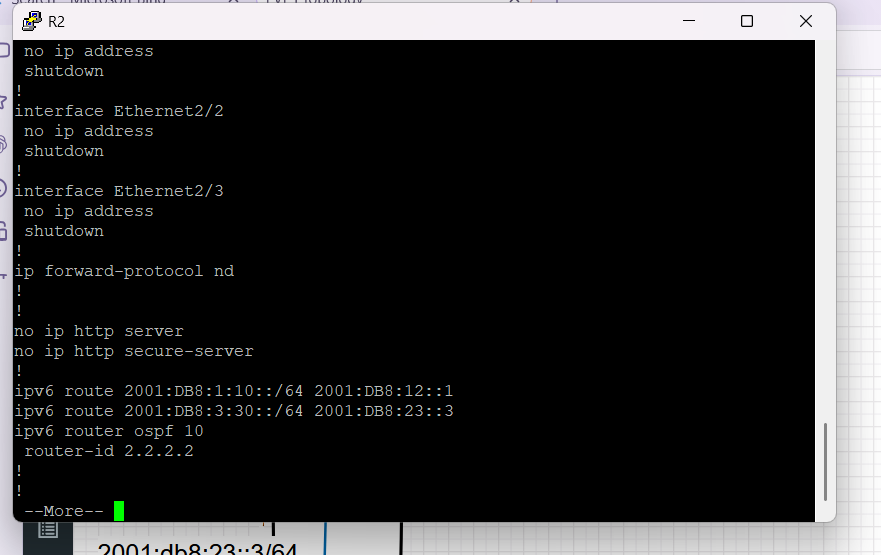 R2
no ip address
shutdown
!
interface Ethernet2/2
no ip address
shutdown
!
interface Ethernet2/3
no ip address
shutdown
!
ip forward-protocol nd
!
!
no ip http server
no ip http secure-server
!
ipv6 route 2001:DB8:1:10::/64 2001:DB8:12::1
ipv6 route 2001:DB8:3:30::/64 2001:DB8:23::3
ipv6 router ospf 10
router-id 2.2.2.2
!
!
--More--
2001:db8:23::3/64